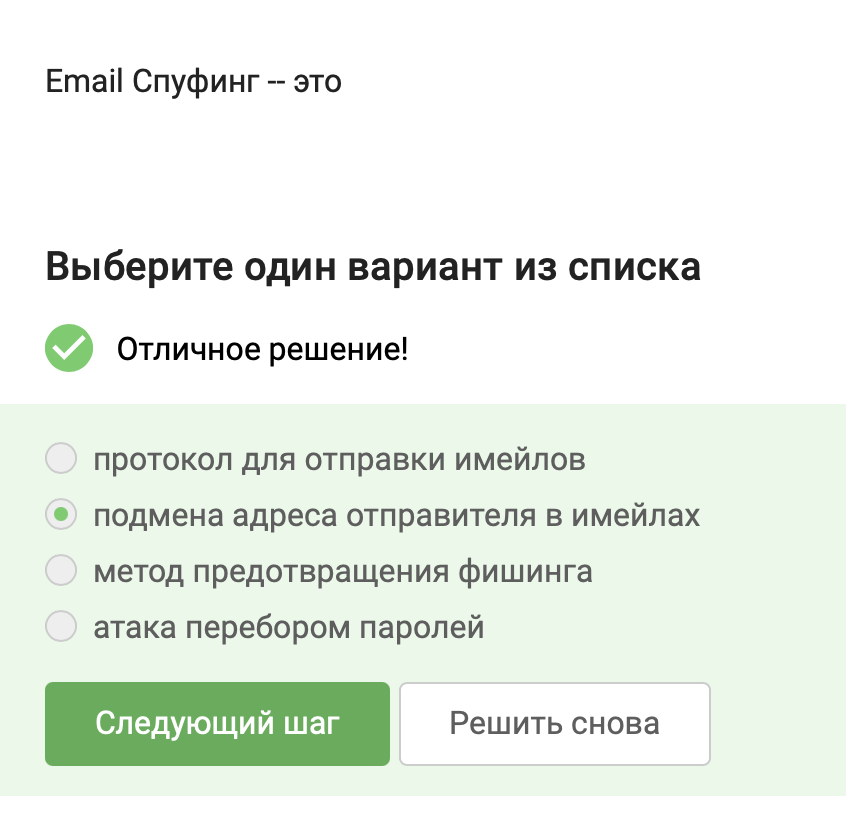 Email Спуфинг -- это
Выберите один вариант из списка
Отличное решение!
протокол для отправки имейлов
подмена адреса отправителя в имейлах
метод предотвращения фишинга
атака перебором паролей
Следующий шаг
Решить снова